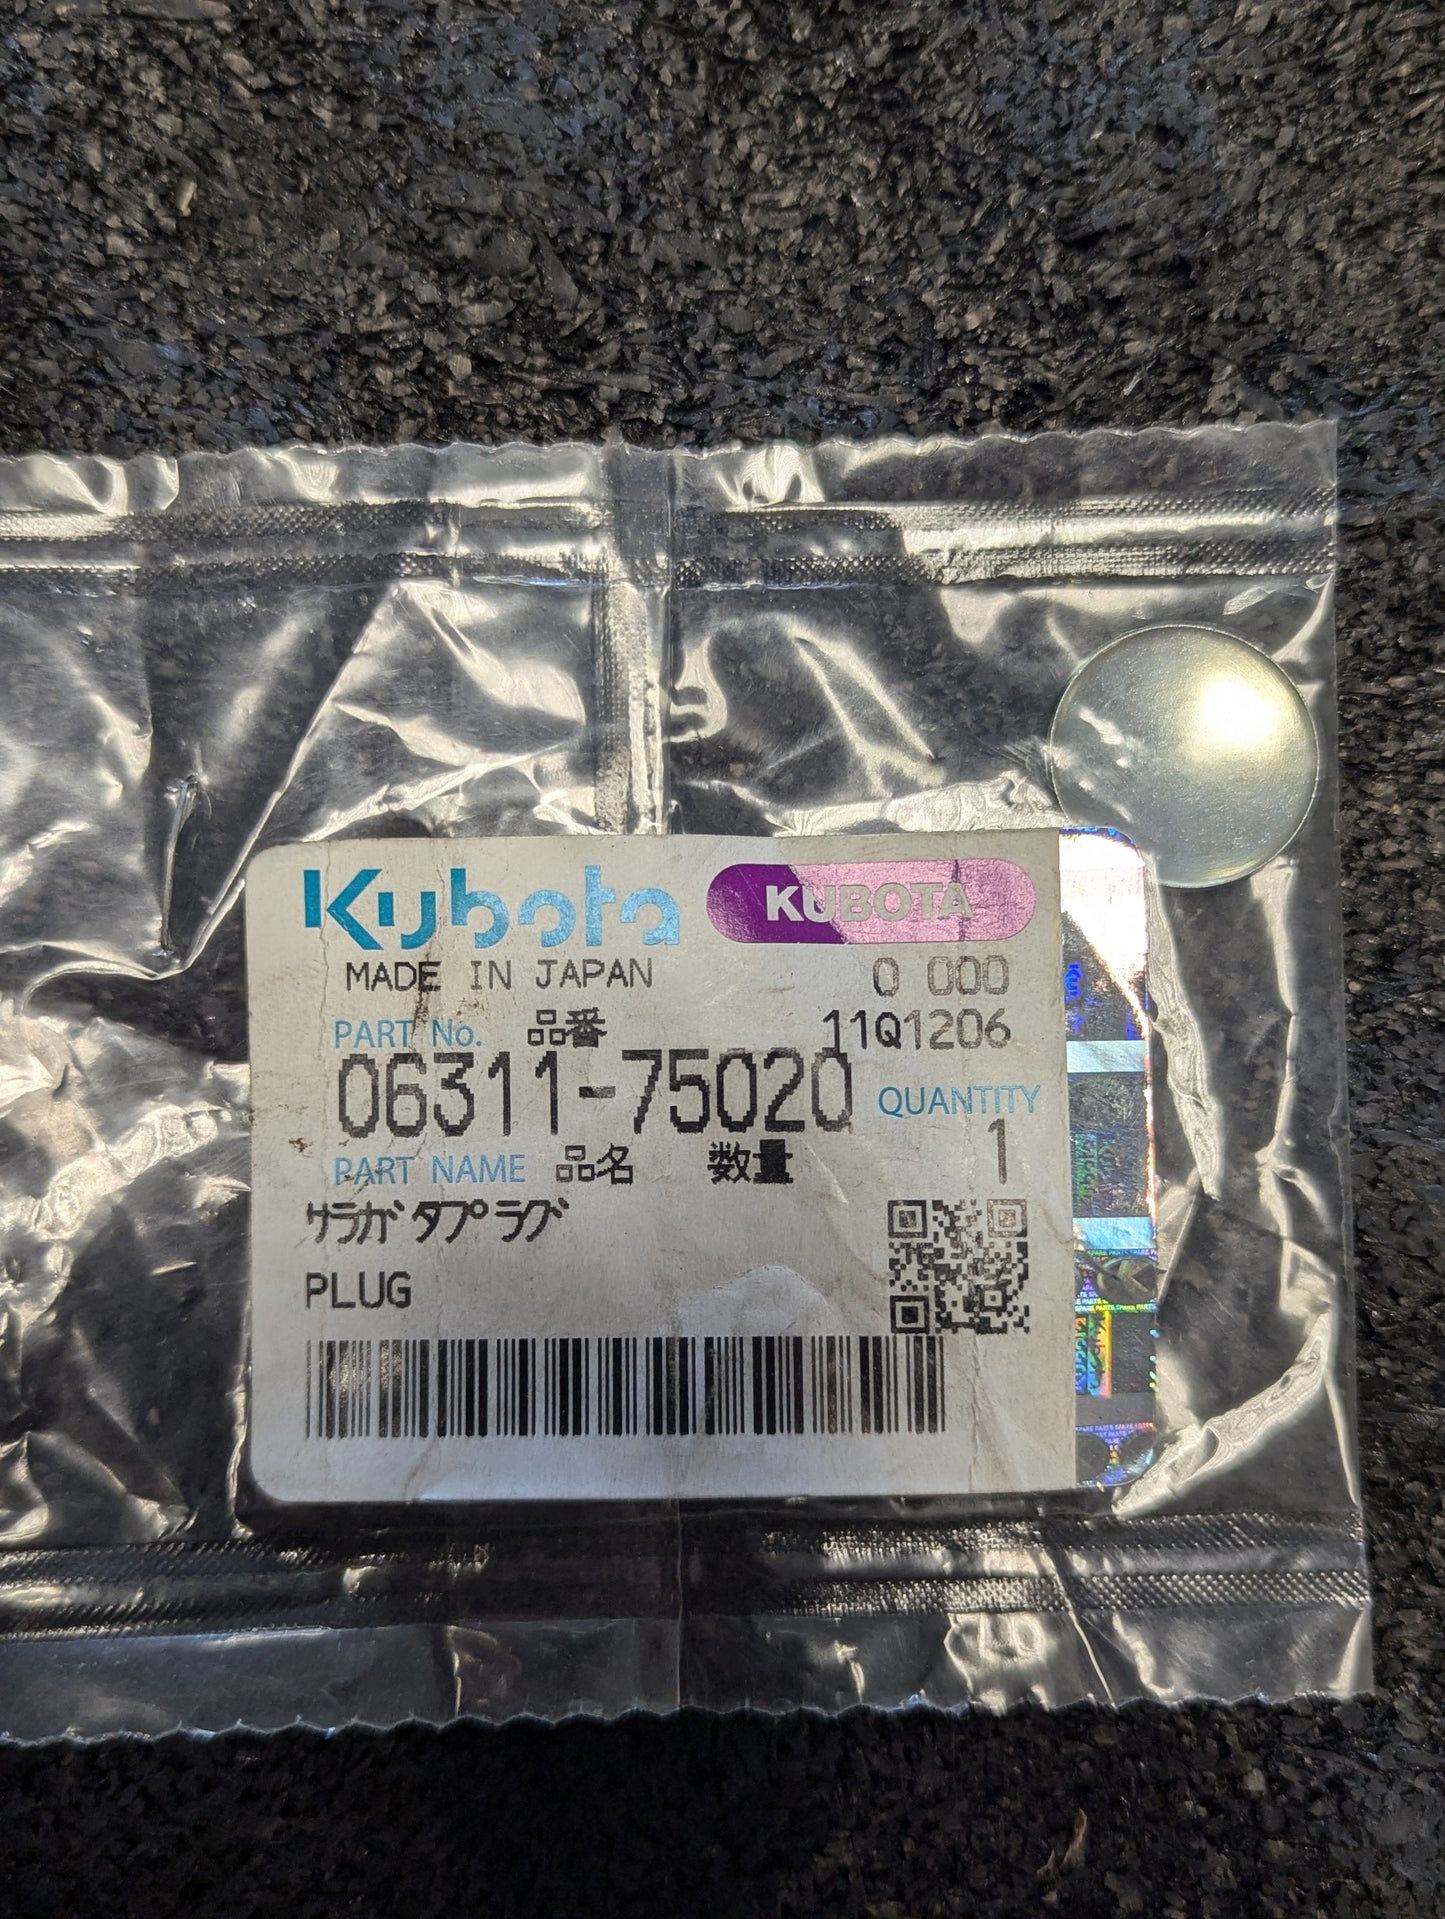 Kubota KUBOTA
MADE IN JAPAN 0 000
PART No. 品番 11Q1206
06311-75020 QUANTITY
PART NAME 品名 数量 1
サラガタプラグ
PLUG